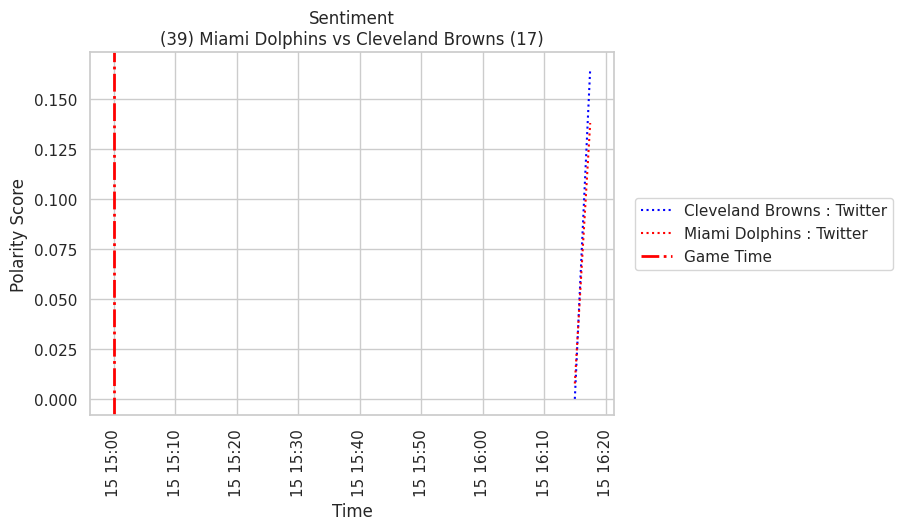 Sentiment
(39) Miami Dolphins vs Cleveland Browns (17)
Polarity Score
0.150
0.125
0.100
0.075
0.050
0.025
0.000
15 15:00
15 15:10
15 15:20
15 15:30
15 15:40
15 15:50
15 16:00
15 16:10
15 16:20
Time
Cleveland Browns : Twitter
Miami Dolphins : Twitter
Game Time